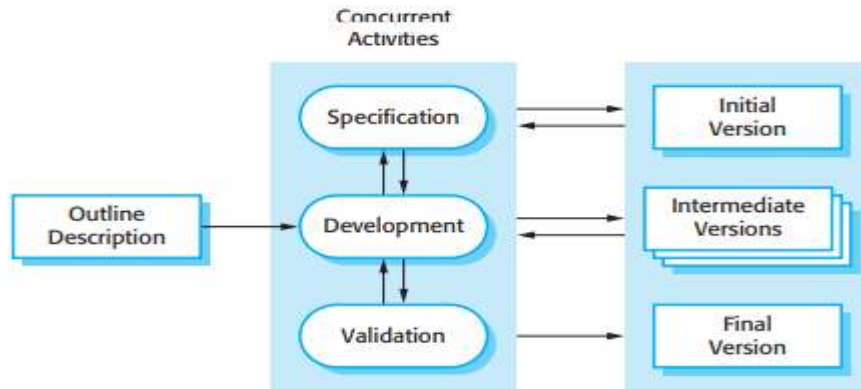 Concurrent
Activities
Specification
Initial
Version
Outline
Description
Development
Intermediate
Versions
Validation
Final
Version